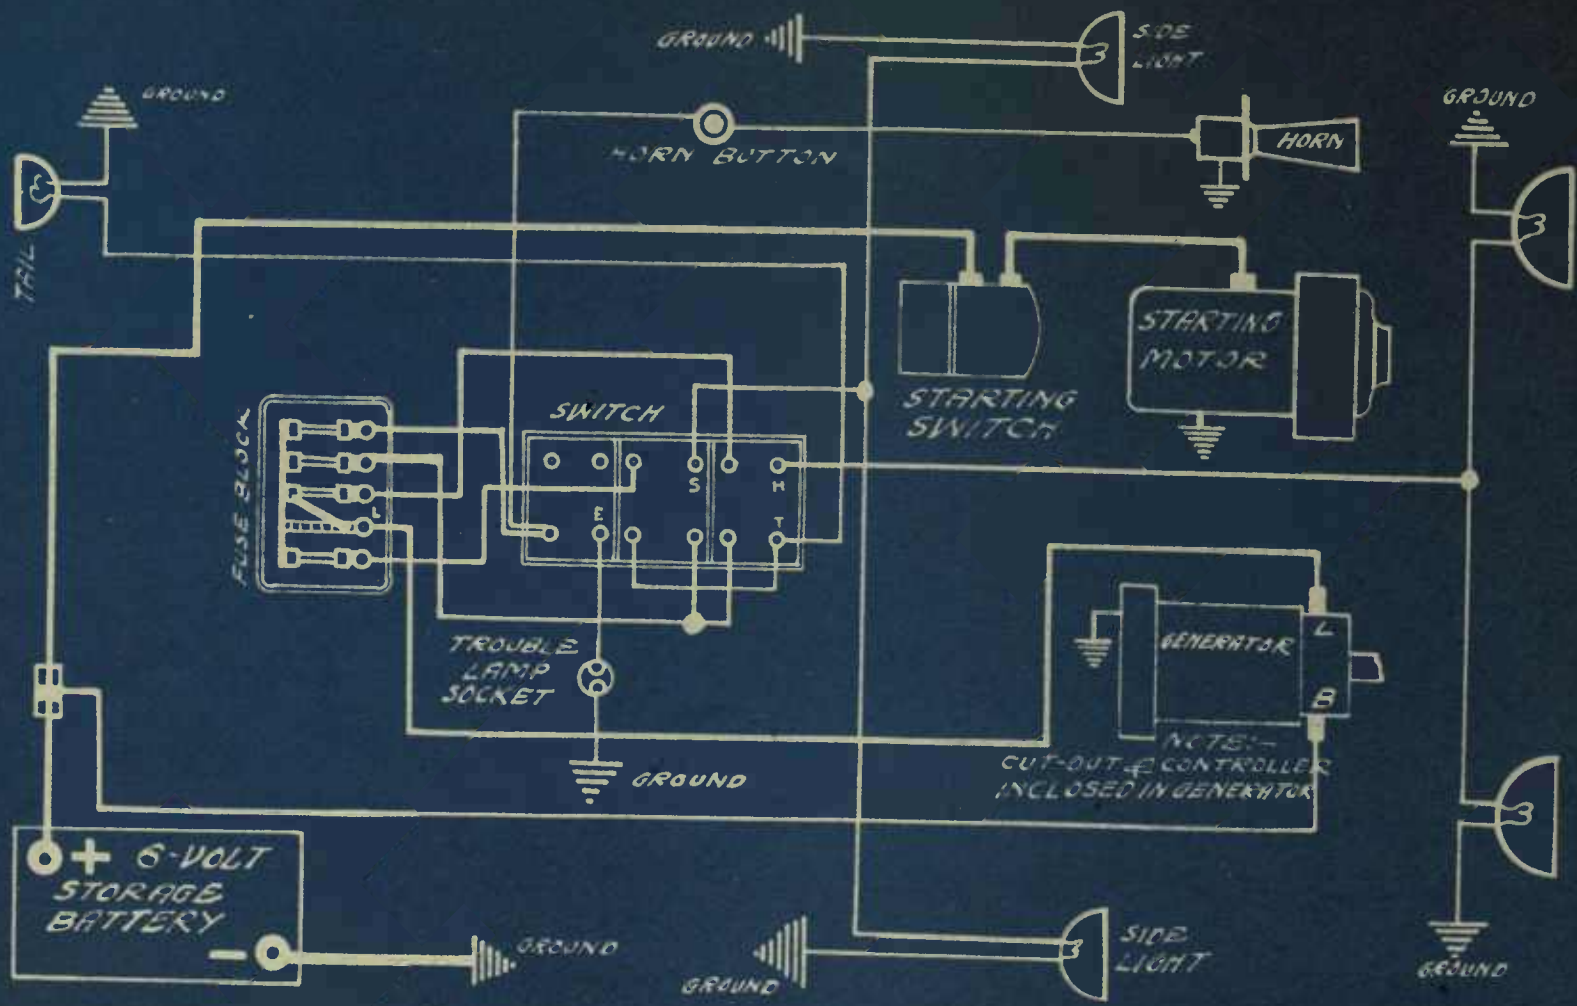 GROUND
SIDE
LIGHT
GROUND
GROUND
HORN BUTTON
HORN
TAIL
STARTING
MOTOR
STARTING
SWITCH
SWITCH
FUSE BLOCK
L
S
H
E
T
TROUBLE
LAMP
SOCKET
GENERATOR
L
B
NOTE:-
CUT-OUT & CONTROLLER
INCLOSED IN GENERATOR
GROUND
+ 6-VOLT
STORAGE
BATTERY
-
GROUND
GROUND
SIDE
LIGHT
GROUND